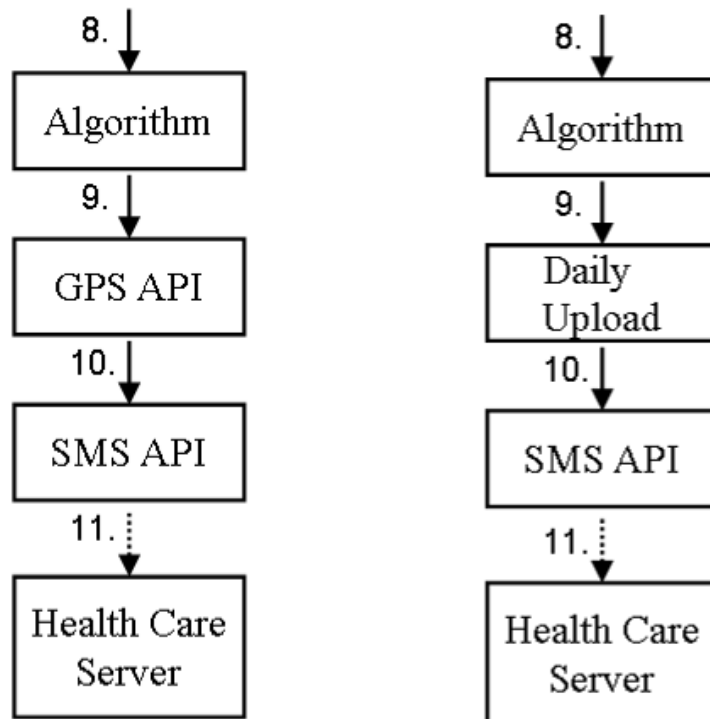 8.
Algorithm
9.
GPS API
10.
SMS API
11.
Health Care
Server
8.
Algorithm
9.
Daily
Upload
10.
SMS API
11.
Health Care
Server